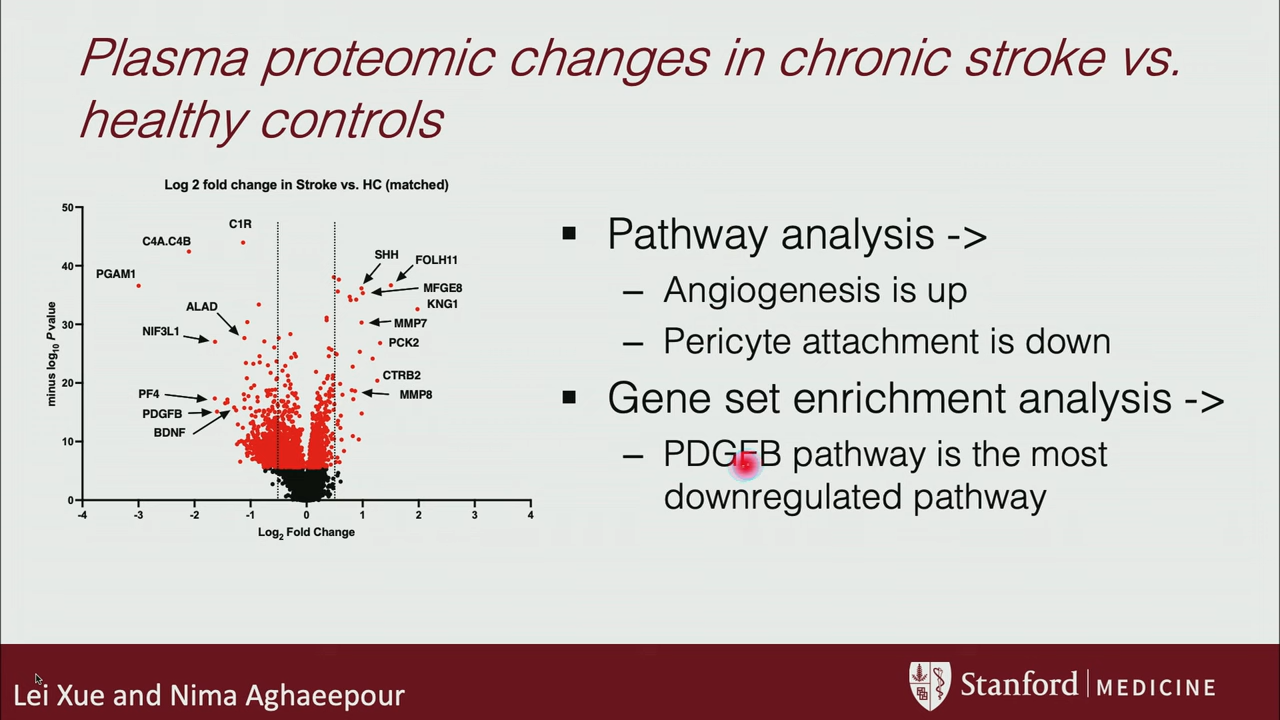 Plasma proteomic changes in chronic stroke vs.
healthy controls
Log 2 fold change in Stroke vs. HC (matched)
50
40
30
20
10
0
minus log10 P value
-4 -3 -2 -1 0 1 2 3 4
Log2 Fold Change
C1R
C4A.C4B
PGAM1
ALAD
NIF3L1
PF4
PDGFB
BDNF
SHH
FOLH11
MFGE8
KNG1
MMP7
PCK2
CTRB2
MMP8
▪ Pathway analysis ->
– Angiogenesis is up
– Pericyte attachment is down
▪ Gene set enrichment analysis ->
– PDGFB pathway is the most
downregulated pathway
Lei Xue and Nima Aghaeepour
Stanford MEDICINE